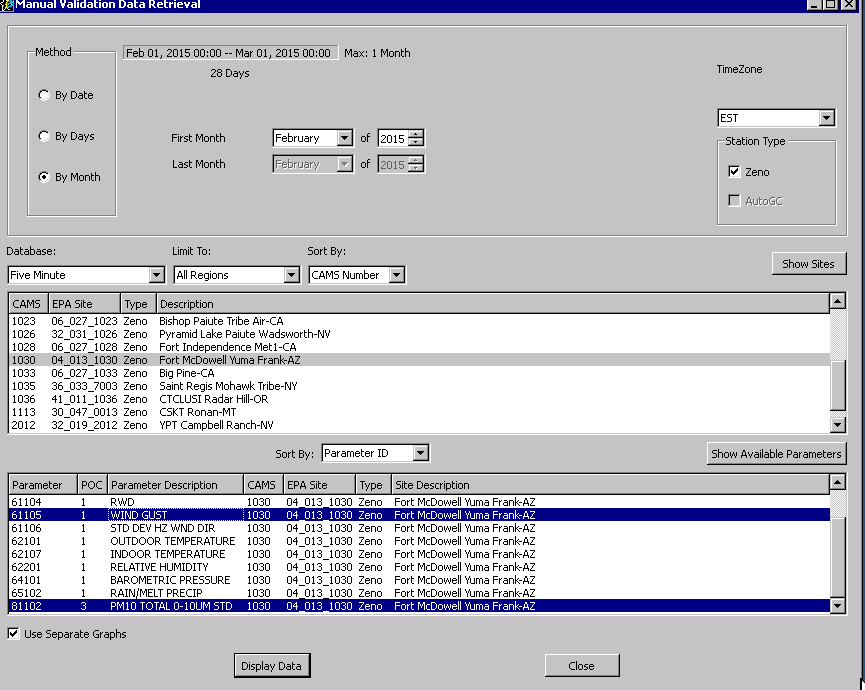 Manual Validation Data Retrieval
Method
Feb 01, 2015 00:00 -- Mar 01, 2015 00:00 Max: 1 Month
28 Days
TimeZone
By Date
EST
By Days
First Month February of 2015
Station Type
Last Month February of 2015
Zeno
By Month
AutoGC
Database: Limit To: Sort By:
Show Sites
Five Minute All Regions CAMS Number
CAMS EPA Site Type Description
1023 06_027_1023 Zeno Bishop Paiute Tribe Air-CA
1026 32_031_1026 Zeno Pyramid Lake Paiute Wadsworth-NV
1028 06_027_1028 Zeno Fort Independence Met1-CA
1030 04_013_1030 Zeno Fort McDowell Yuma Frank-AZ
1033 06_027_1033 Zeno Big Pine-CA
1035 36_033_7003 Zeno Saint Regis Mohawk Tribe-NY
1036 41_011_1036 Zeno CTCLUSI Radar Hill-OR
1113 30_047_0013 Zeno CSKT Ronan-MT
2012 32_019_2012 Zeno YPT Campbell Ranch-NV
Sort By: Parameter ID Show Available Parameters
Parameter POC Parameter Description CAMS EPA Site Type Site Description
61104 1 RWD 1030 04_013_1030 Zeno Fort McDowell Yuma Frank-AZ
61105 1 WIND GUST 1030 04_013_1030 Zeno Fort McDowell Yuma Frank-AZ
61106 1 STD DEV HZ WND DIR 1030 04_013_1030 Zeno Fort McDowell Yuma Frank-AZ
62101 1 OUTDOOR TEMPERATURE 1030 04_013_1030 Zeno Fort McDowell Yuma Frank-AZ
62107 1 INDOOR TEMPERATURE 1030 04_013_1030 Zeno Fort McDowell Yuma Frank-AZ
62201 1 RELATIVE HUMIDITY 1030 04_013_1030 Zeno Fort McDowell Yuma Frank-AZ
64101 1 BAROMETRIC PRESSURE 1030 04_013_1030 Zeno Fort McDowell Yuma Frank-AZ
65102 1 RAIN/MELT PRECIP 1030 04_013_1030 Zeno Fort McDowell Yuma Frank-AZ
81102 3 PM10 TOTAL 0-10UM STD 1030 04_013_1030 Zeno Fort McDowell Yuma Frank-AZ
Use Separate Graphs
Display Data Close